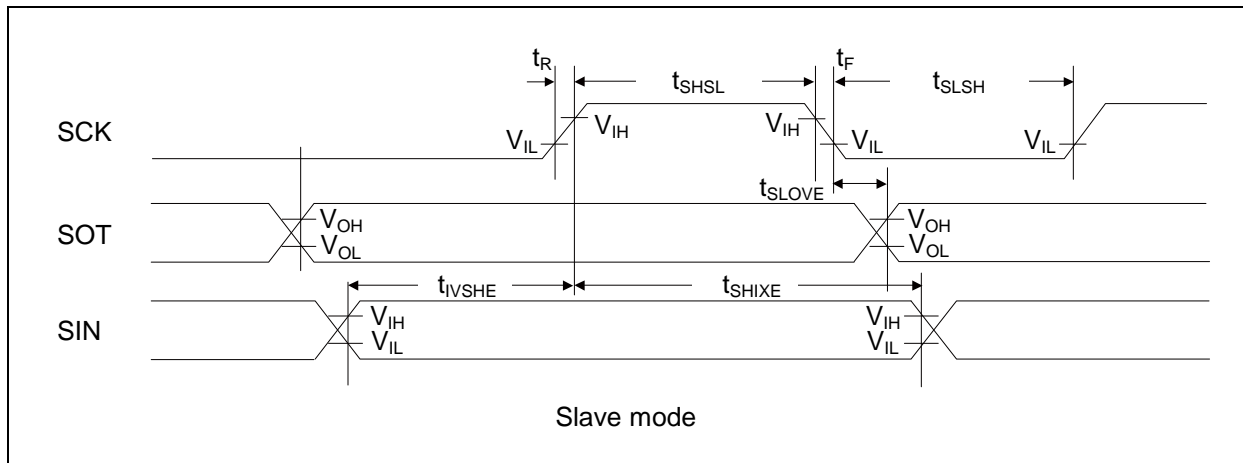 tR tF
tSHSL tSLSH
SCK VIL VIH VIH VIL VIL
tSLOVE
SOT VOH VOL VOH VOL
tIVSHE tSHIXE
SIN VIH VIL VIH VIL
Slave mode